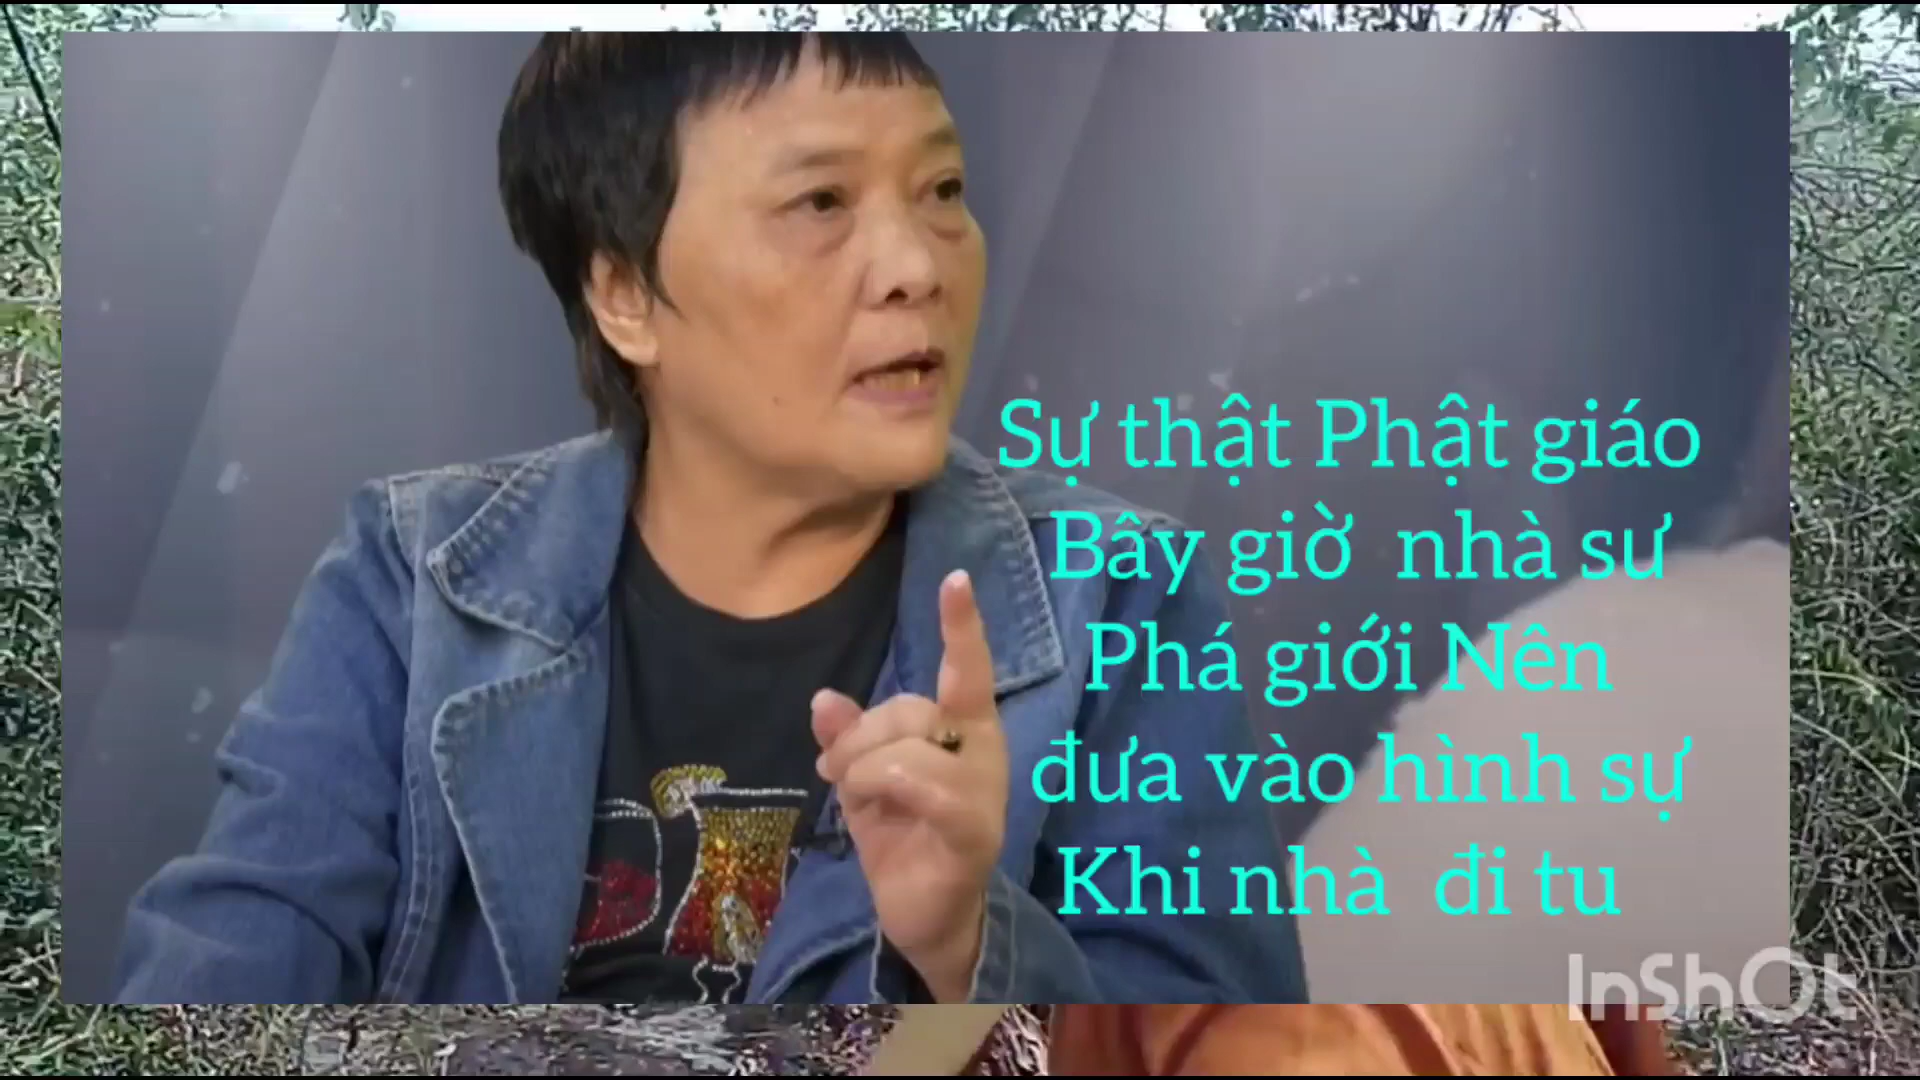 Sự thật Phật giáo
Bây giờ nhà sư
Phá giới Nên
đưa vào hình sự
Khi nhà đi tu
InShOt